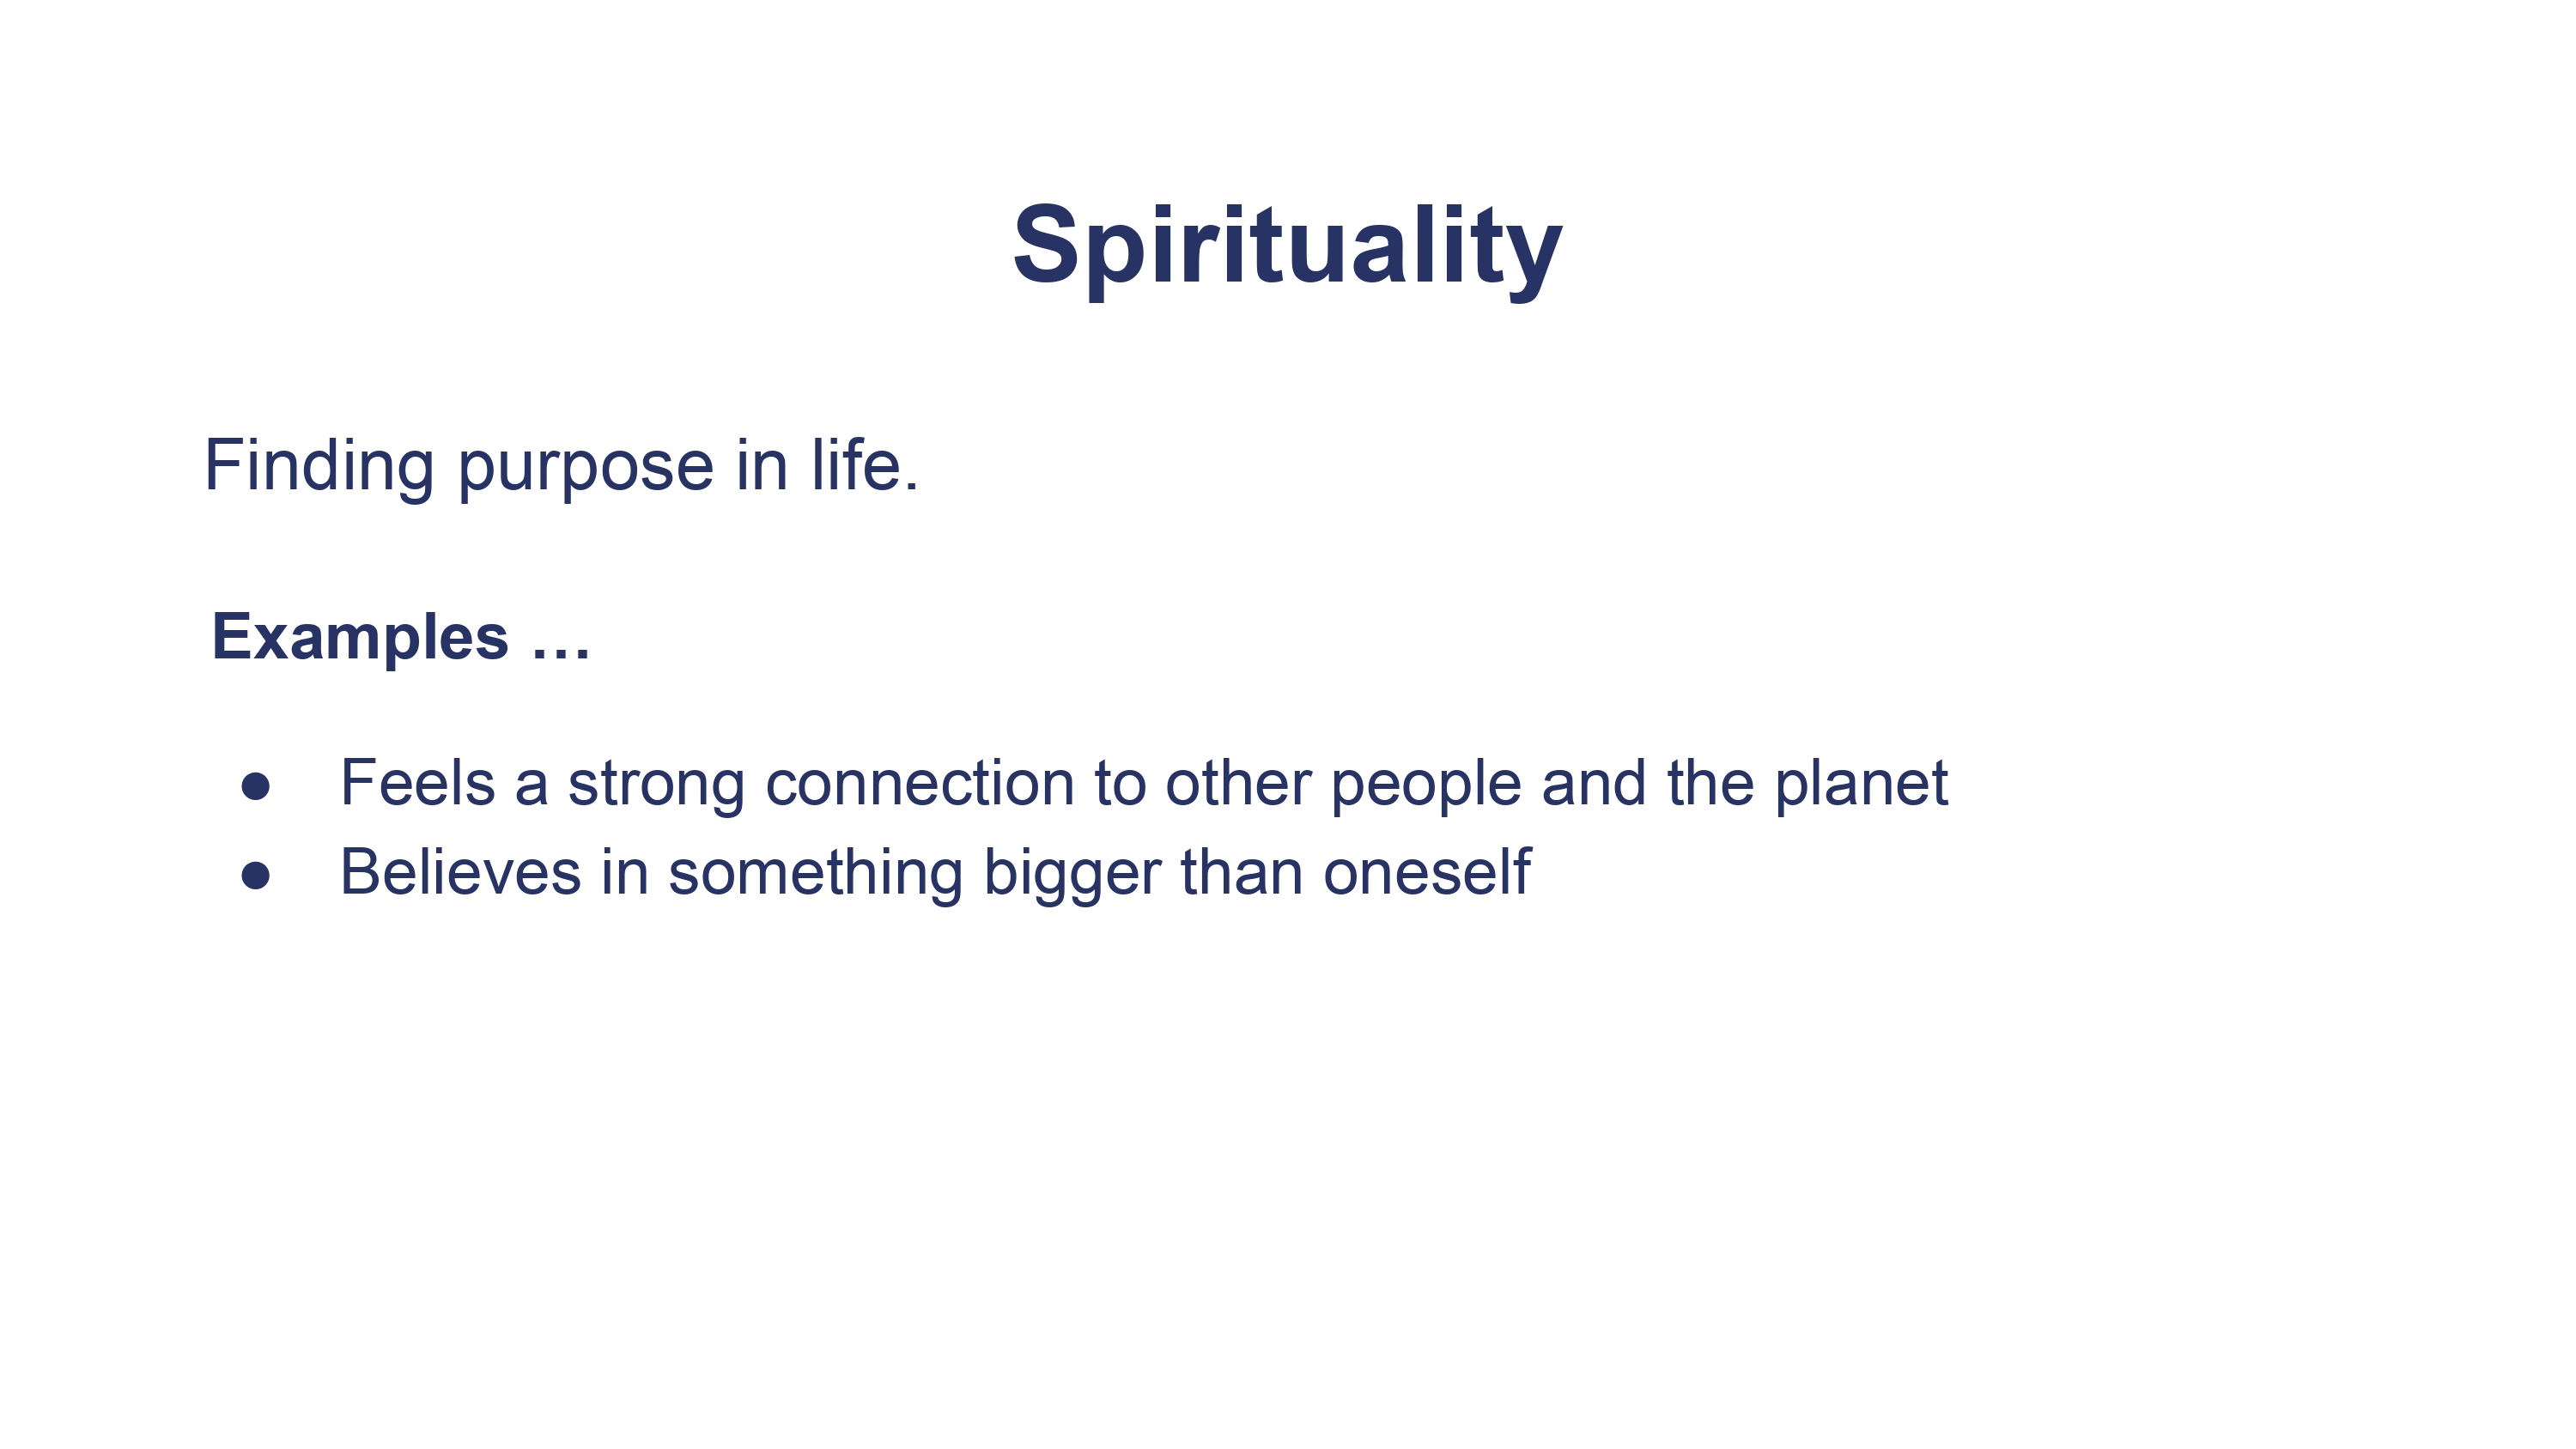 Spirituality
Finding purpose in life.
Examples …
● Feels a strong connection to other people and the planet
● Believes in something bigger than oneself